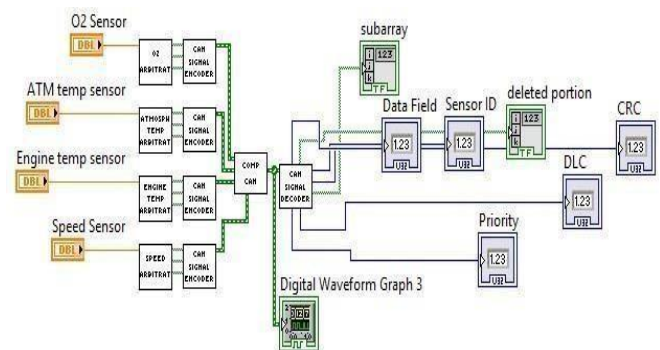 O2 Sensor
DBL
O2
ARBITRAT
CAN
SIGNAL
ENCODER
ATM temp sensor
DBL
ATMOSPH
TEMP
ARBITRAT
CAN
SIGNAL
ENCODER
Engine temp sensor
DBL
ENGINE
TEMP
ARBITRAT
CAN
SIGNAL
ENCODER
Speed Sensor
DBL
SPEED
ARBITRAT
CAN
SIGNAL
ENCODER
COMP
CAN
CAN
SIGNAL
DECODER
subarray
i
j
k
123
TF
Data Field
1.23
U32
Sensor ID
1.23
U32
deleted portion
i
j
k
123
TF
CRC
1.23
U32
DLC
1.23
U32
Priority
1.23
U32
Digital Waveform Graph 3